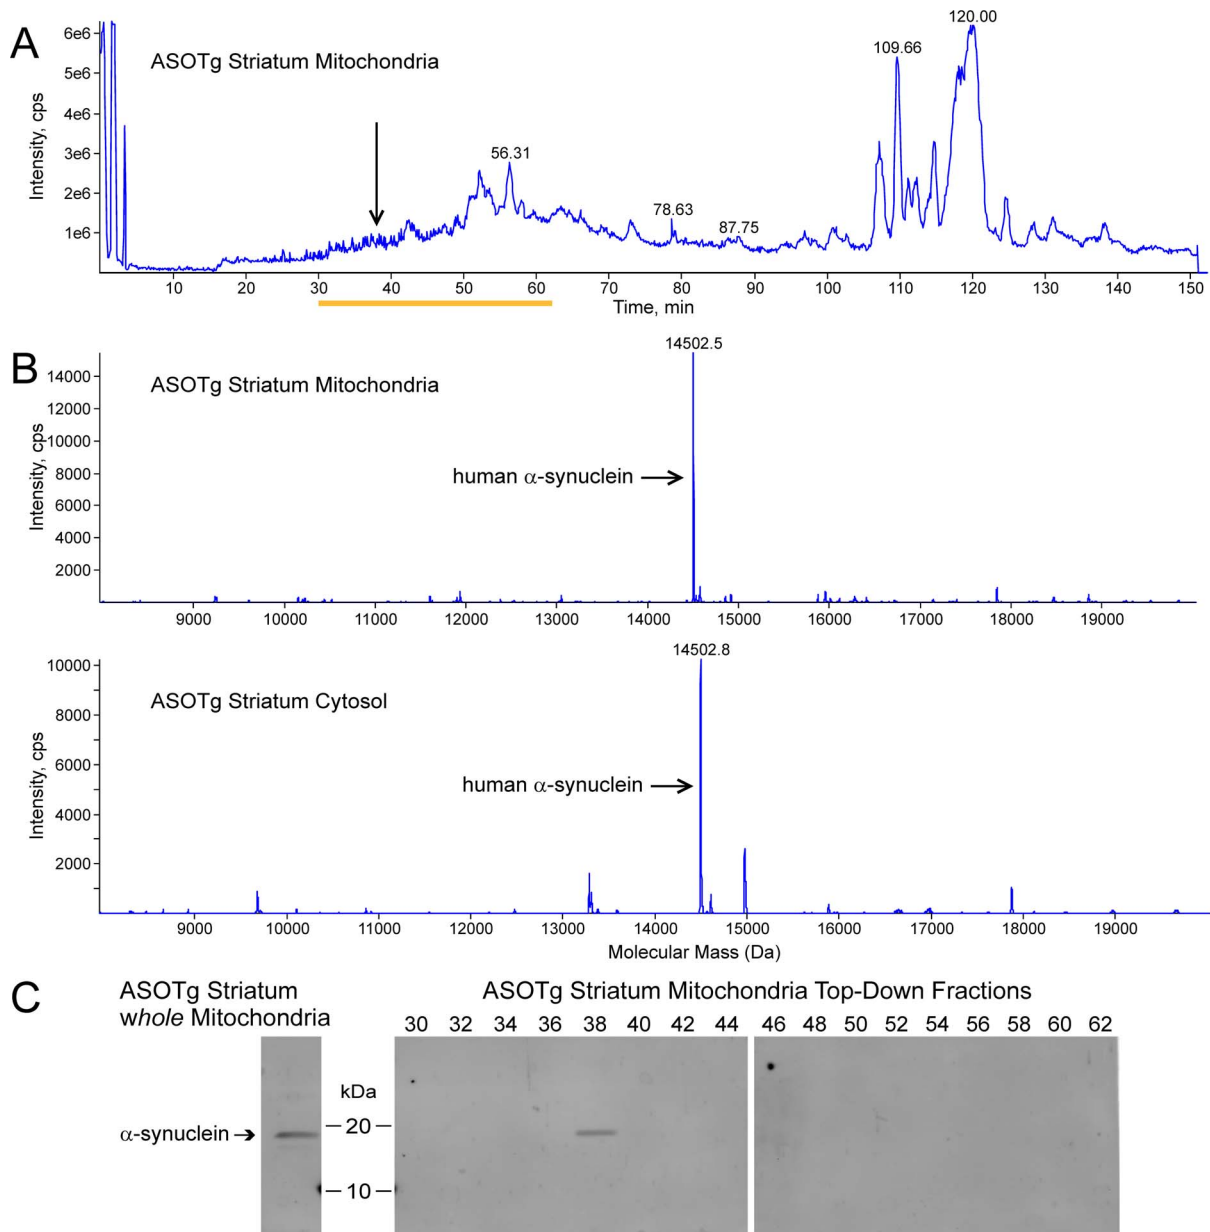 A
ASOTg Striatum Mitochondria
Intensity, cps
6e6
5e6
4e6
3e6
2e6
1e6
56.31
78.63
87.75
109.66
120.00
10 20 30 40 50 60 70 80 90 100 110 120 130 140 150
Time, min
B
ASOTg Striatum Mitochondria
14502.5
human α-synuclein
Intensity, cps
14000
12000
10000
8000
6000
4000
2000
9000 10000 11000 12000 13000 14000 15000 16000 17000 18000 19000
ASOTg Striatum Cytosol
14502.8
human α-synuclein
Intensity, cps
10000
8000
6000
4000
2000
9000 10000 11000 12000 13000 14000 15000 16000 17000 18000 19000
Molecular Mass (Da)
C
ASOTg Striatum
whole Mitochondria
ASOTg Striatum Mitochondria Top-Down Fractions
30 32 34 36 38 40 42 44 46 48 50 52 54 56 58 60 62
kDa
α-synuclein
20
10